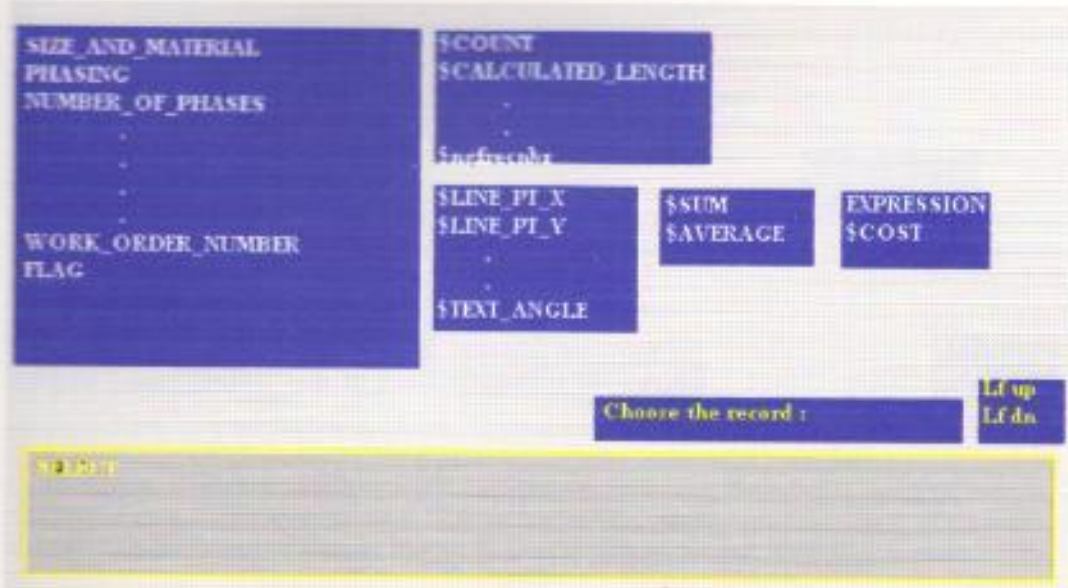 SIZE_AND_MATERIAL
PHASING
NUMBER_OF_PHASES
.
.
.
.
WORK_ORDER_NUMBER
FLAG
$COUNT
$CALCULATED_LENGTH
.
.
$LINE_PT_X
$LINE_PT_Y
.
.
$TEXT_ANGLE
$SUM
$AVERAGE
EXPRESSION
$COST
Choose the record :
Lf up
Lf dn
SELECT